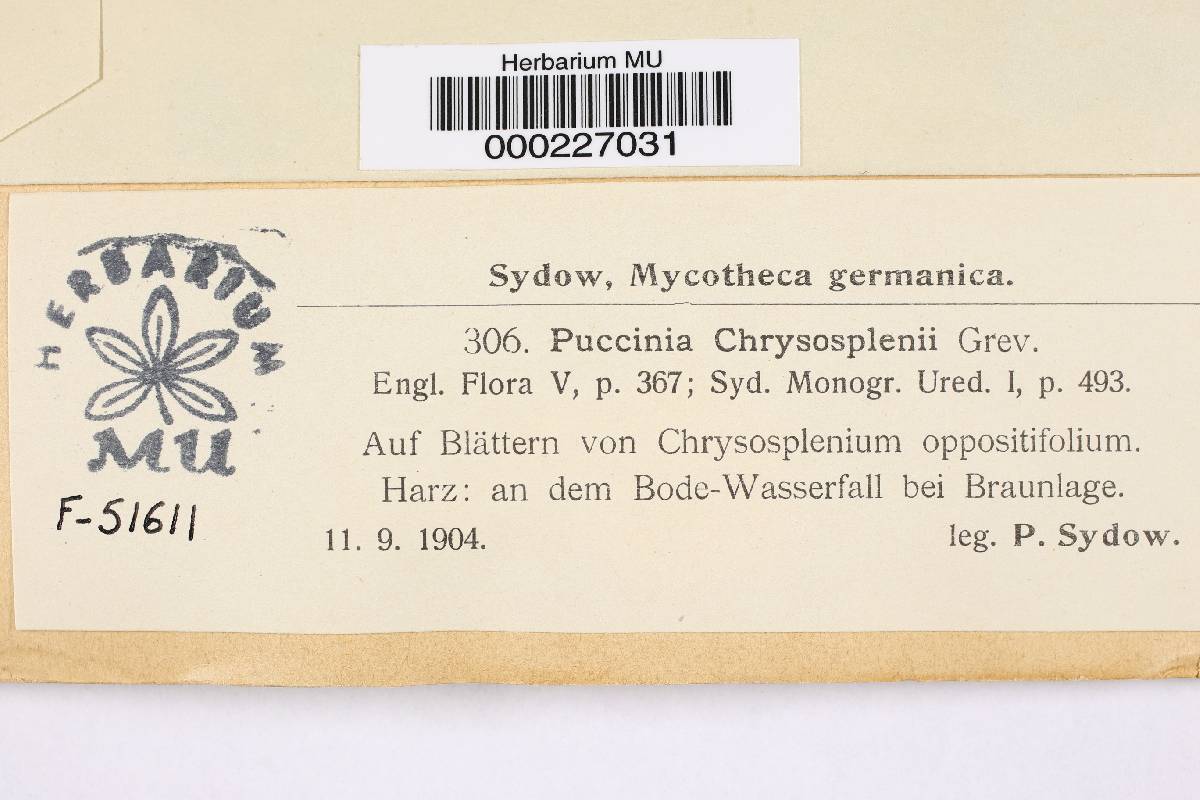 Herbarium MU
000227031
HERBARIUM
MU
F-51611
Sydow, Mycotheca germanica.
306. Puccinia Chrysosplenii Grev.
Engl. Flora V, p. 367; Syd. Monogr. Ured. I, p. 493.
Auf Blättern von Chrysosplenium oppositifolium.
Harz: an dem Bode-Wasserfall bei Braunlage.
11. 9. 1904. leg. P. Sydow.